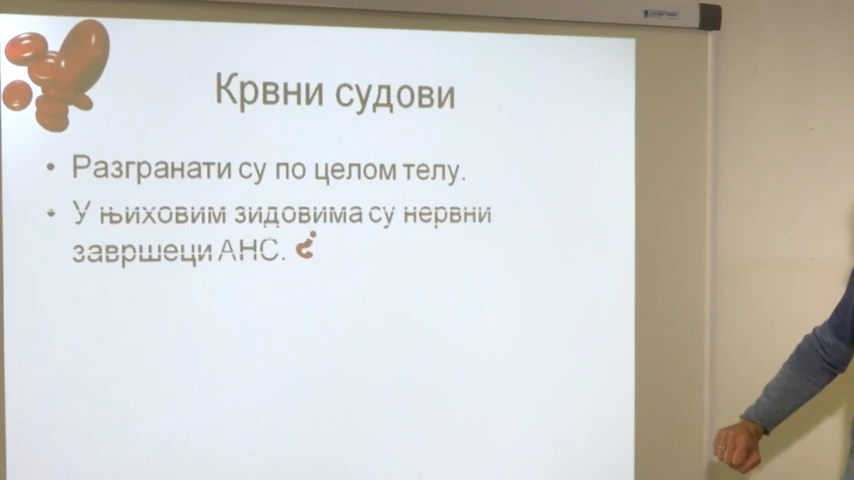 Крвни судови
• Разгранати су по целом телу.
• У њиховим зидовима су нервни
завршеци АНС.